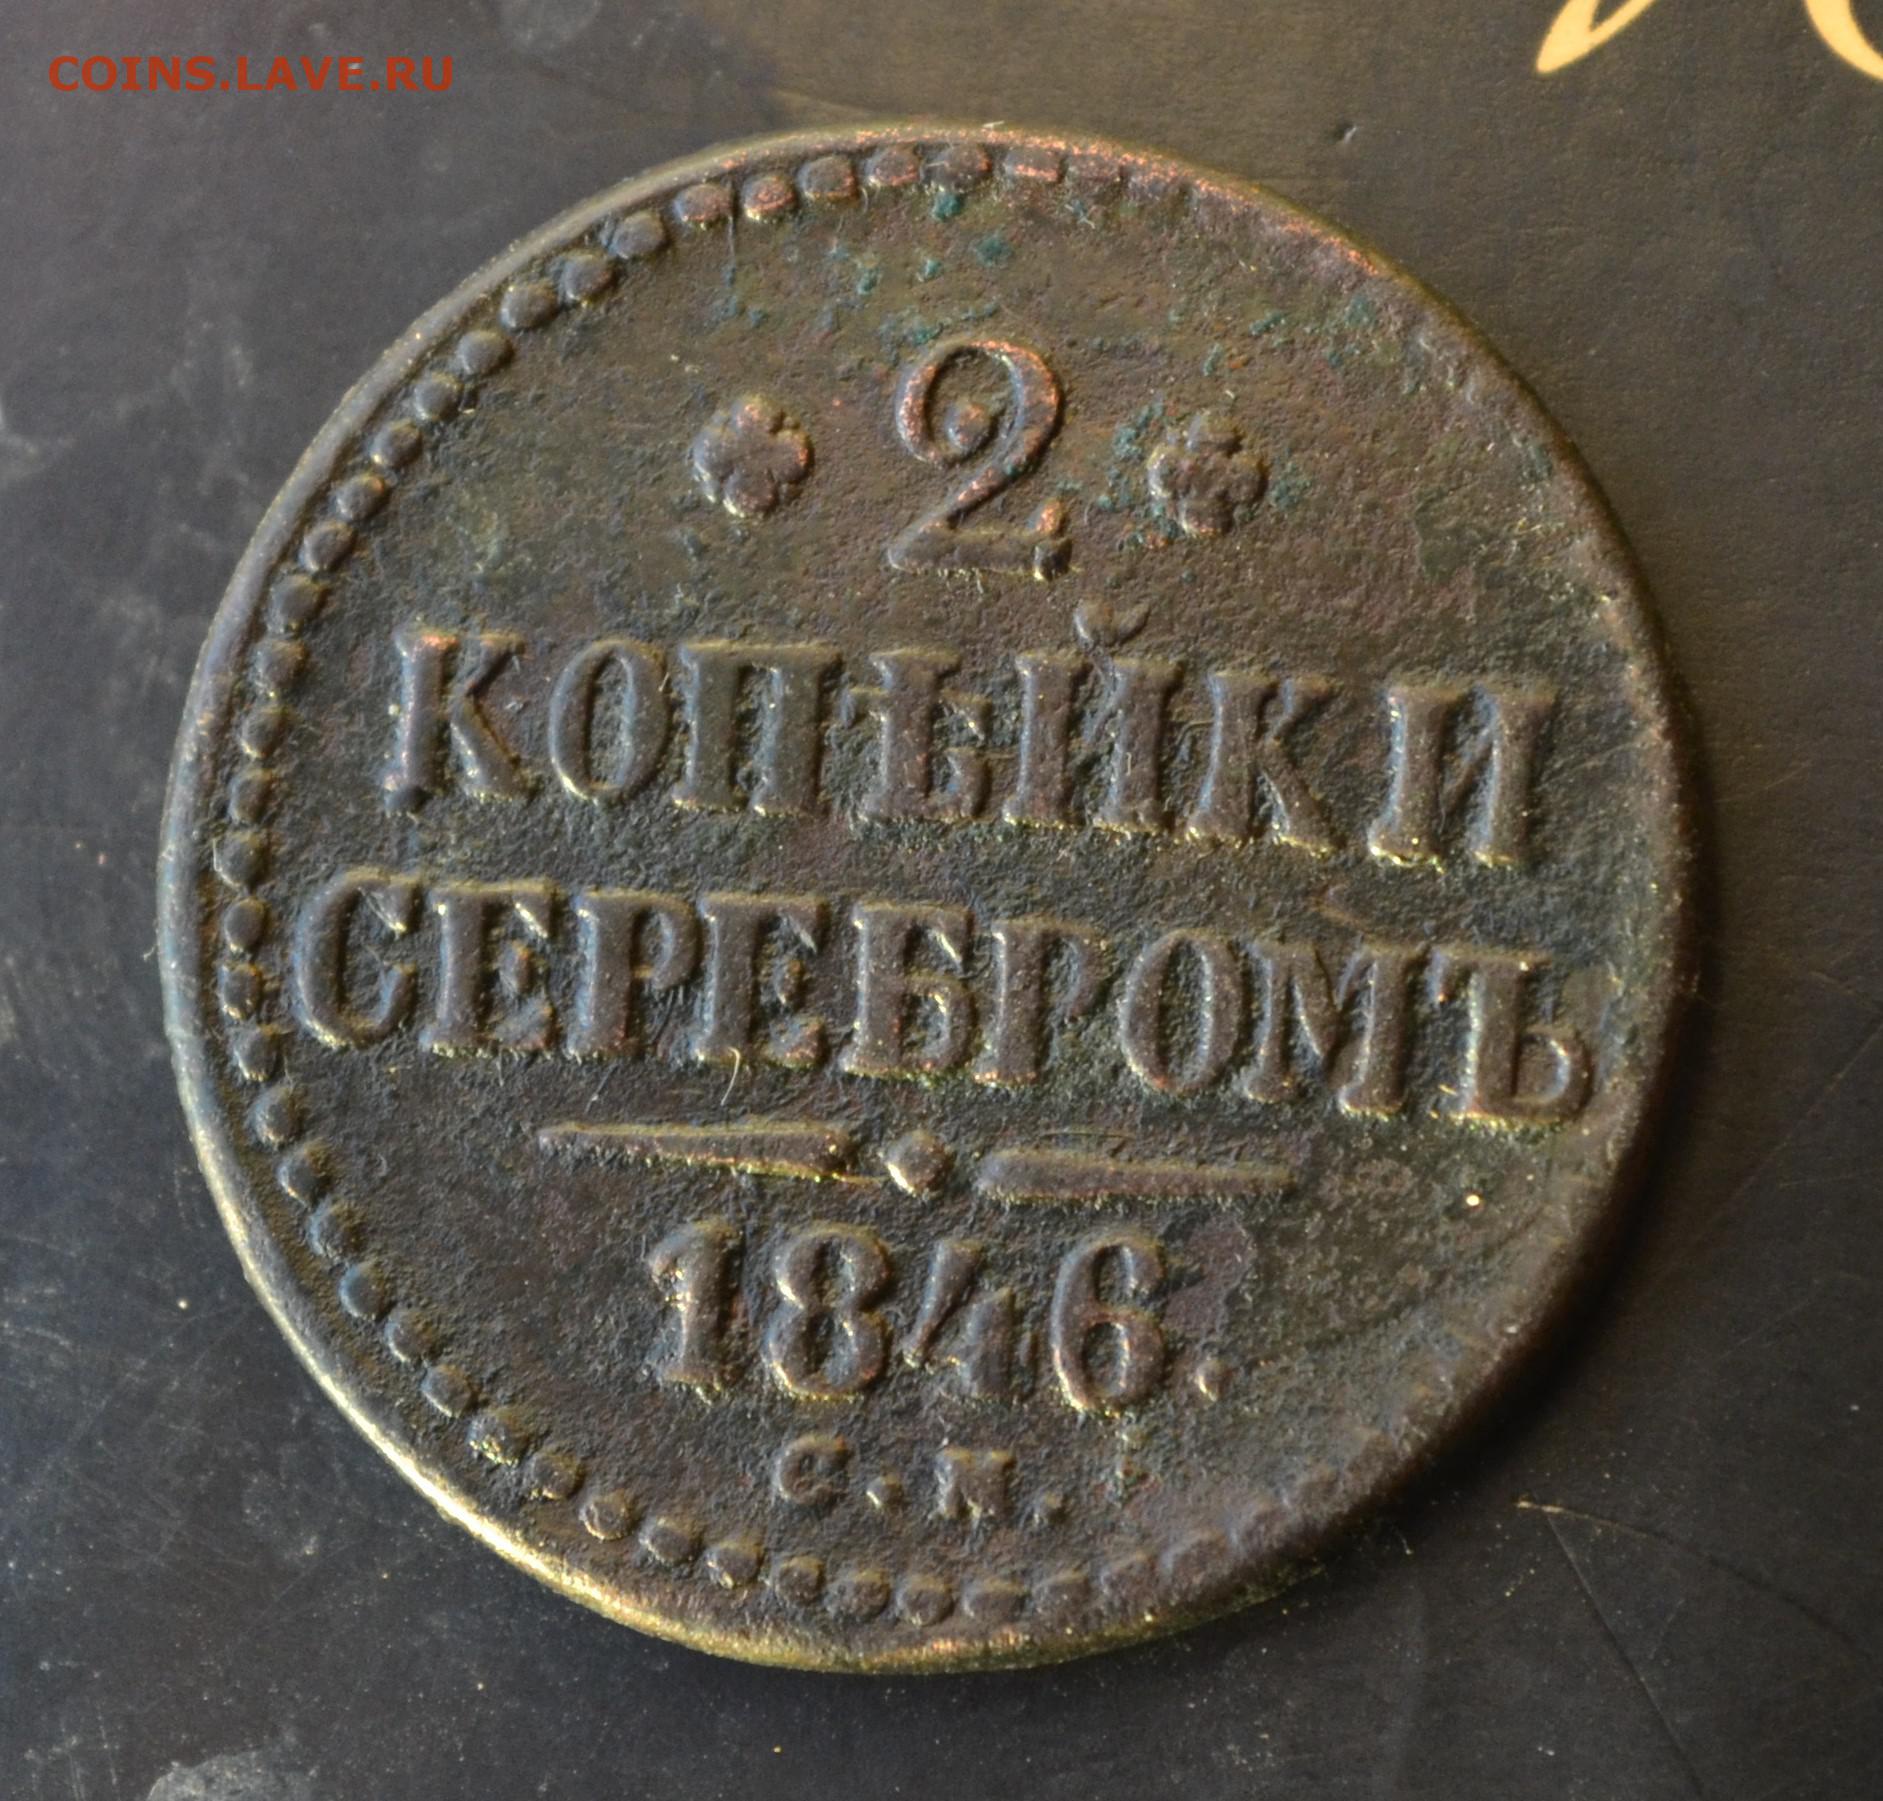 COINS.LAVE.RU
2
КОПѢЙКИ
СЕРЕБРОМЪ
1846.
С. М.